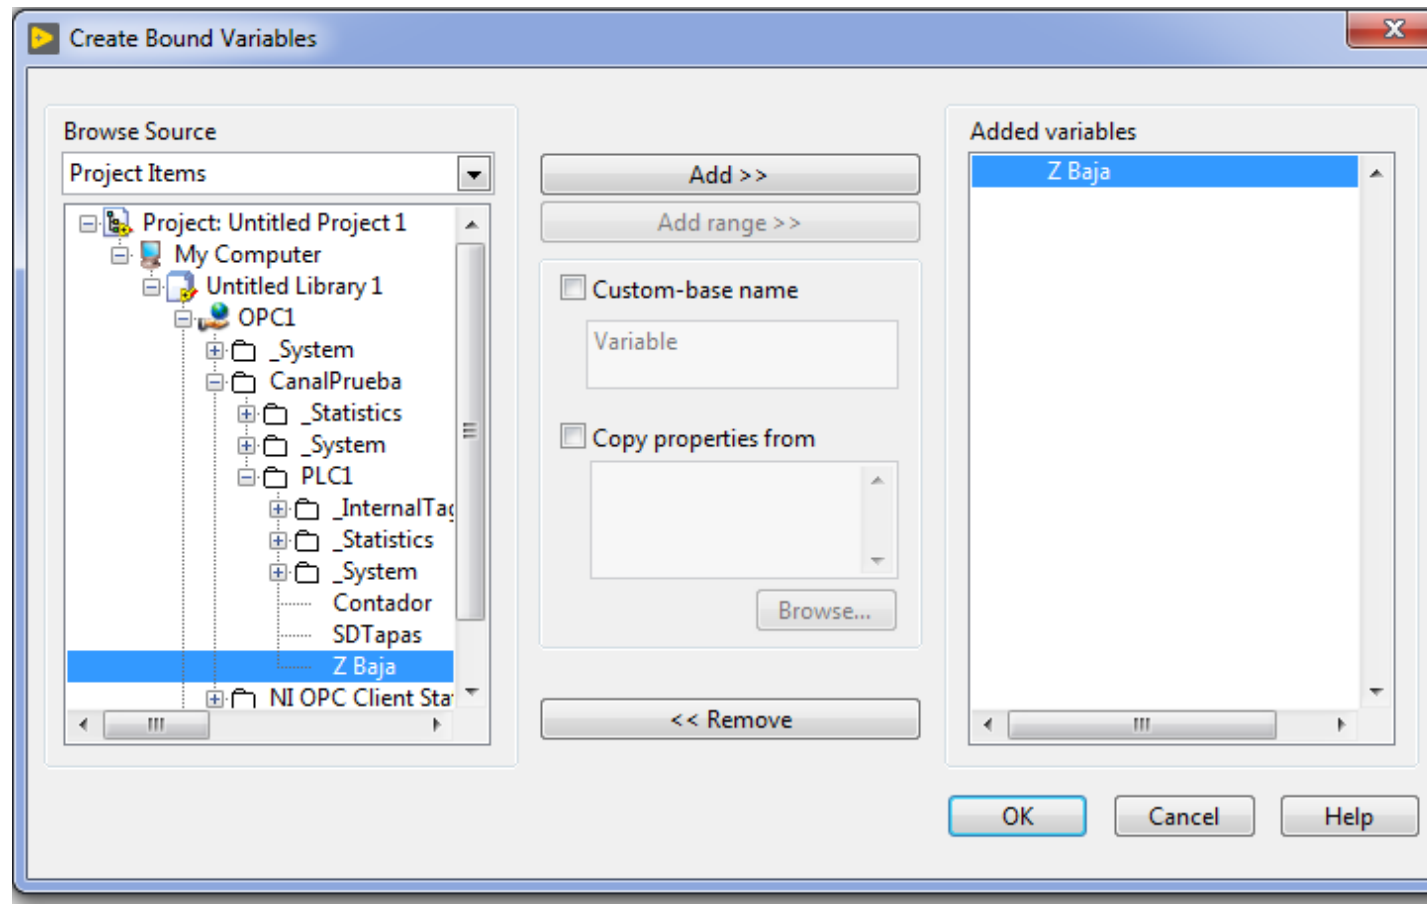 Create Bound Variables
Browse Source
Project Items
Project: Untitled Project 1
My Computer
Untitled Library 1
OPC1
_System
CanalPrueba
_Statistics
_System
PLC1
_InternalTag
_Statistics
_System
Contador
SDTapas
Z Baja
NI OPC Client Sta
Add >>
Add range >>
Custom-base name
Variable
Copy properties from
Browse...
<< Remove
Added variables
Z Baja
OK
Cancel
Help